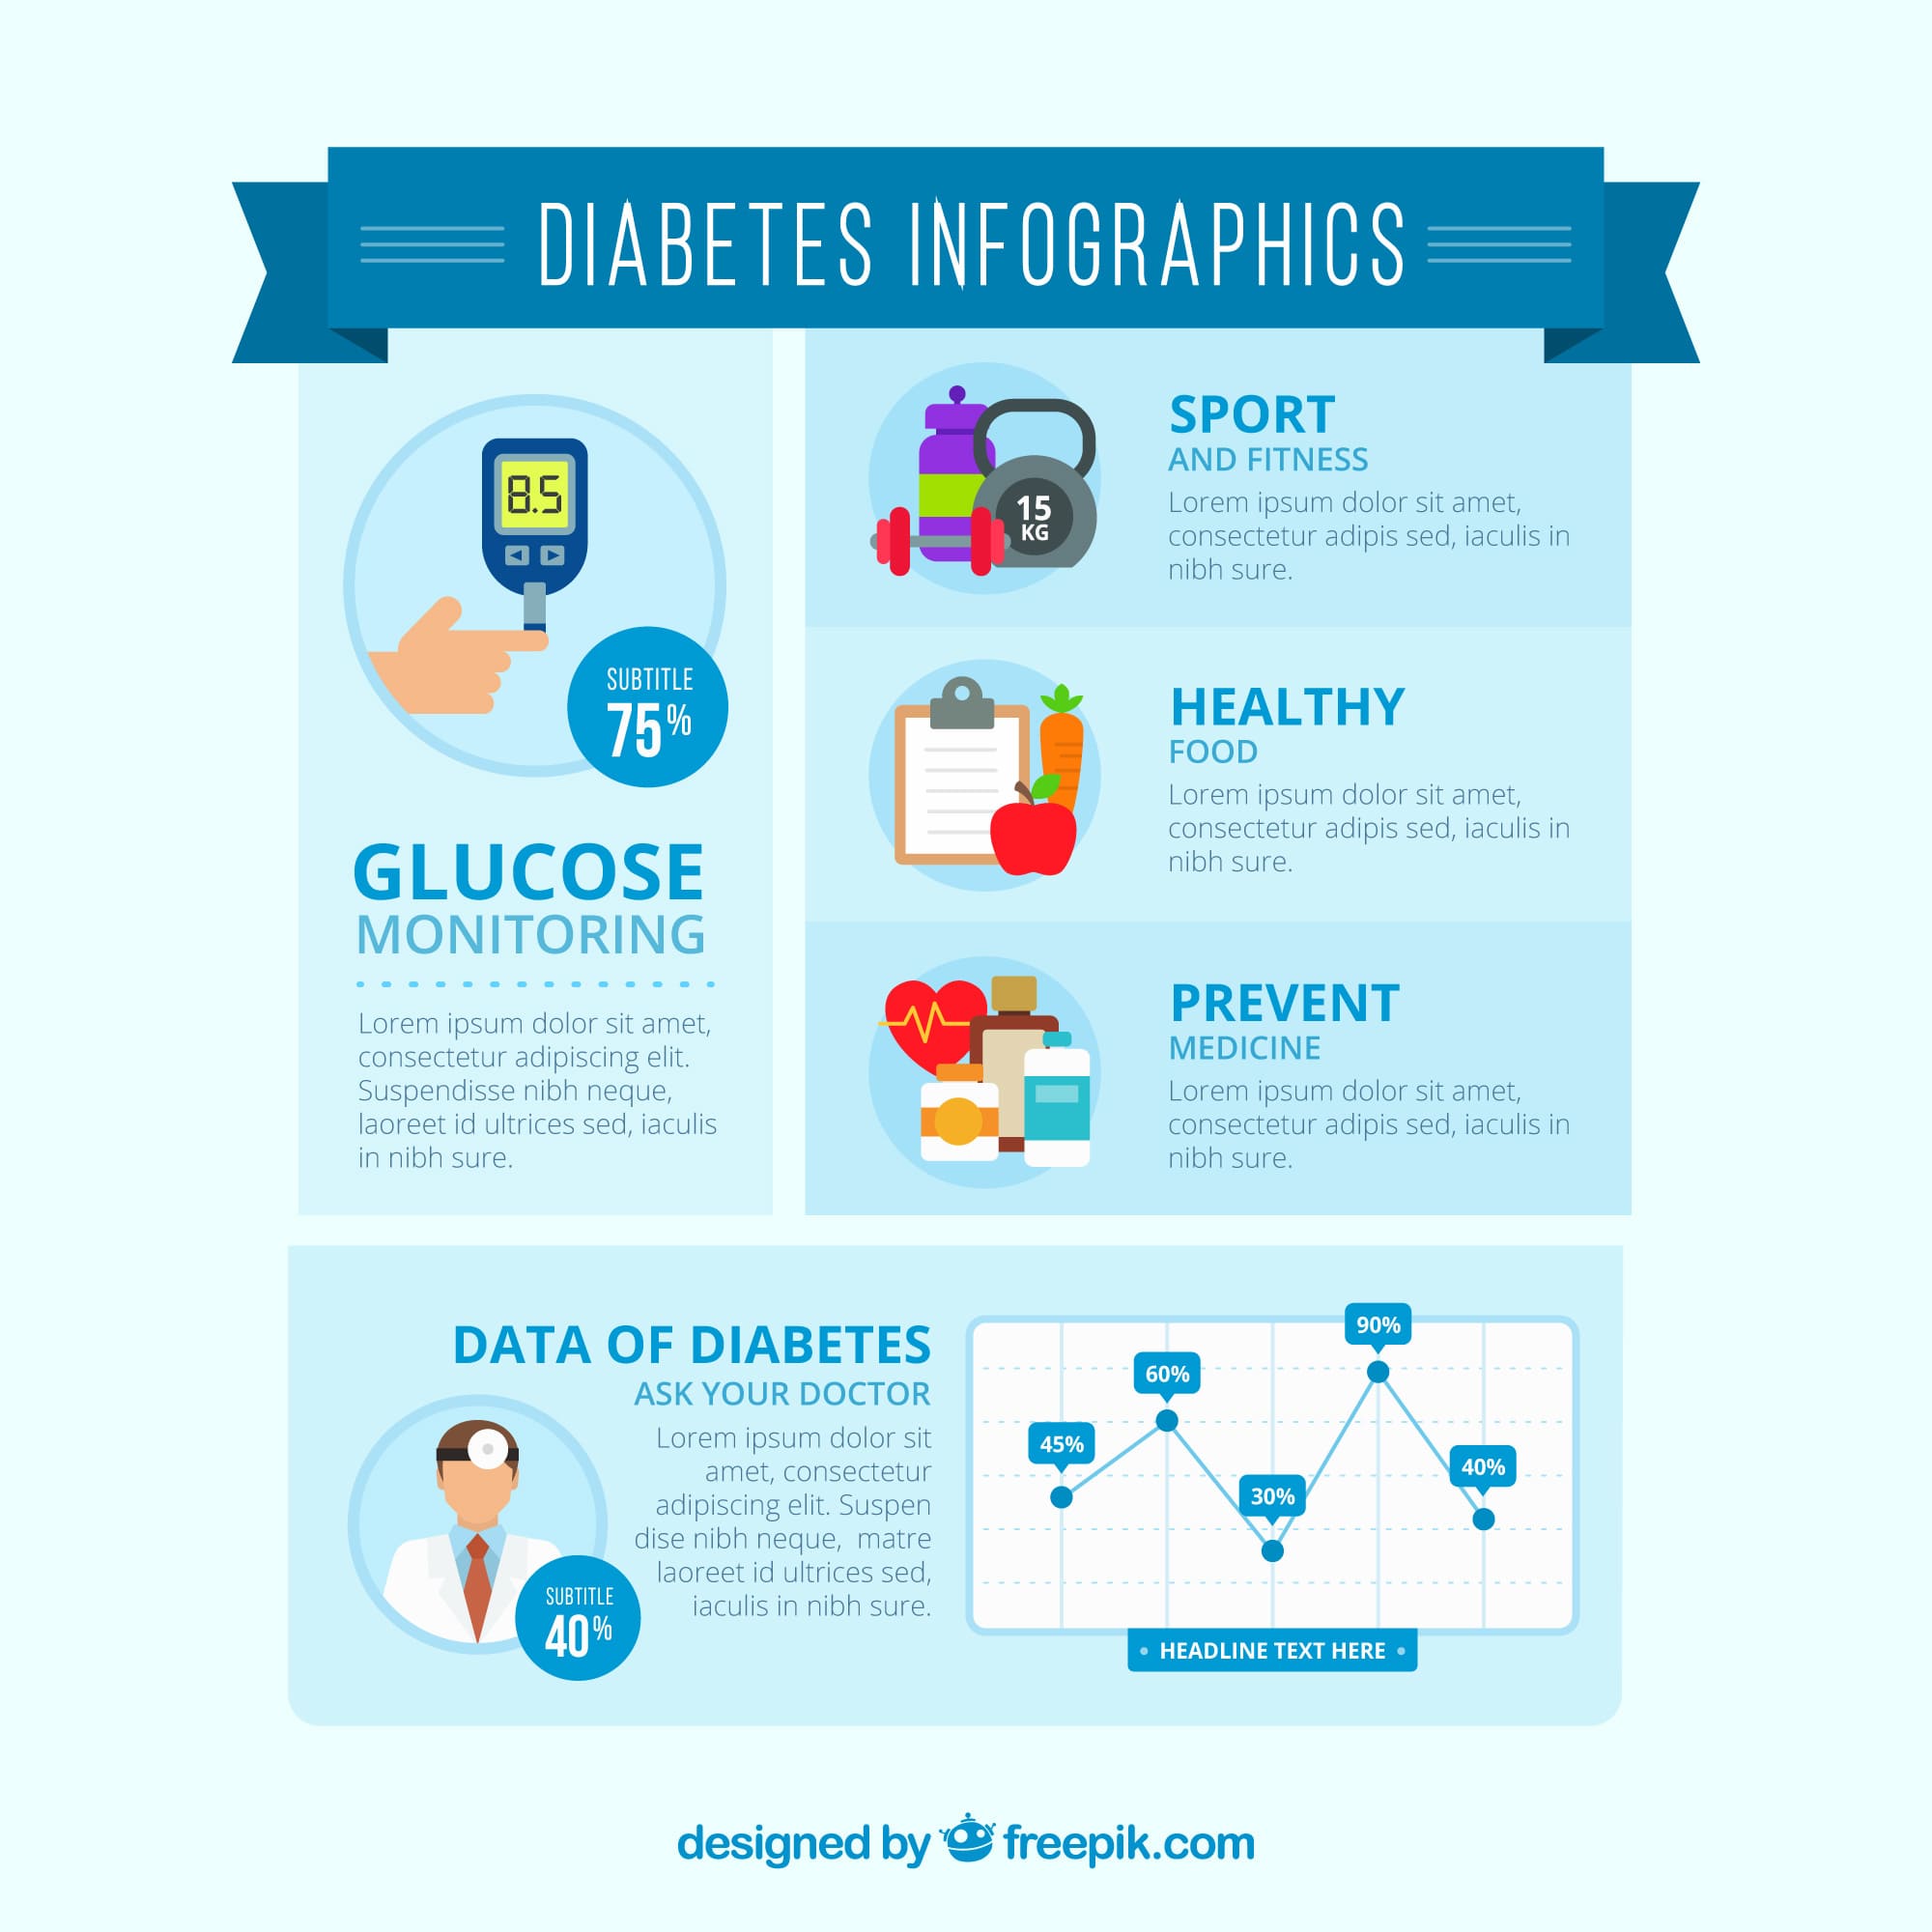 DIABETES INFOGRAPHICS
8.5
SUBTITLE
75%
GLUCOSE
MONITORING
Lorem ipsum dolor sit amet,
consectetur adipiscing elit.
Suspendisse nibh neque,
laoreet id ultrices sed, iaculis
in nibh sure.
15
KG
SPORT
AND FITNESS
Lorem ipsum dolor sit amet,
consectetur adipis sed, iaculis in
nibh sure.
HEALTHY
FOOD
Lorem ipsum dolor sit amet,
consectetur adipis sed, iaculis in
nibh sure.
PREVENT
MEDICINE
Lorem ipsum dolor sit amet,
consectetur adipis sed, iaculis in
nibh sure.
DATA OF DIABETES
ASK YOUR DOCTOR
Lorem ipsum dolor sit
amet, consectetur
adipiscing elit. Suspen
dise nibh neque, matre
laoreet id ultrices sed,
iaculis in nibh sure.
SUBTITLE
40%
45%
60%
30%
90%
40%
HEADLINE TEXT HERE
designed by freepik.com